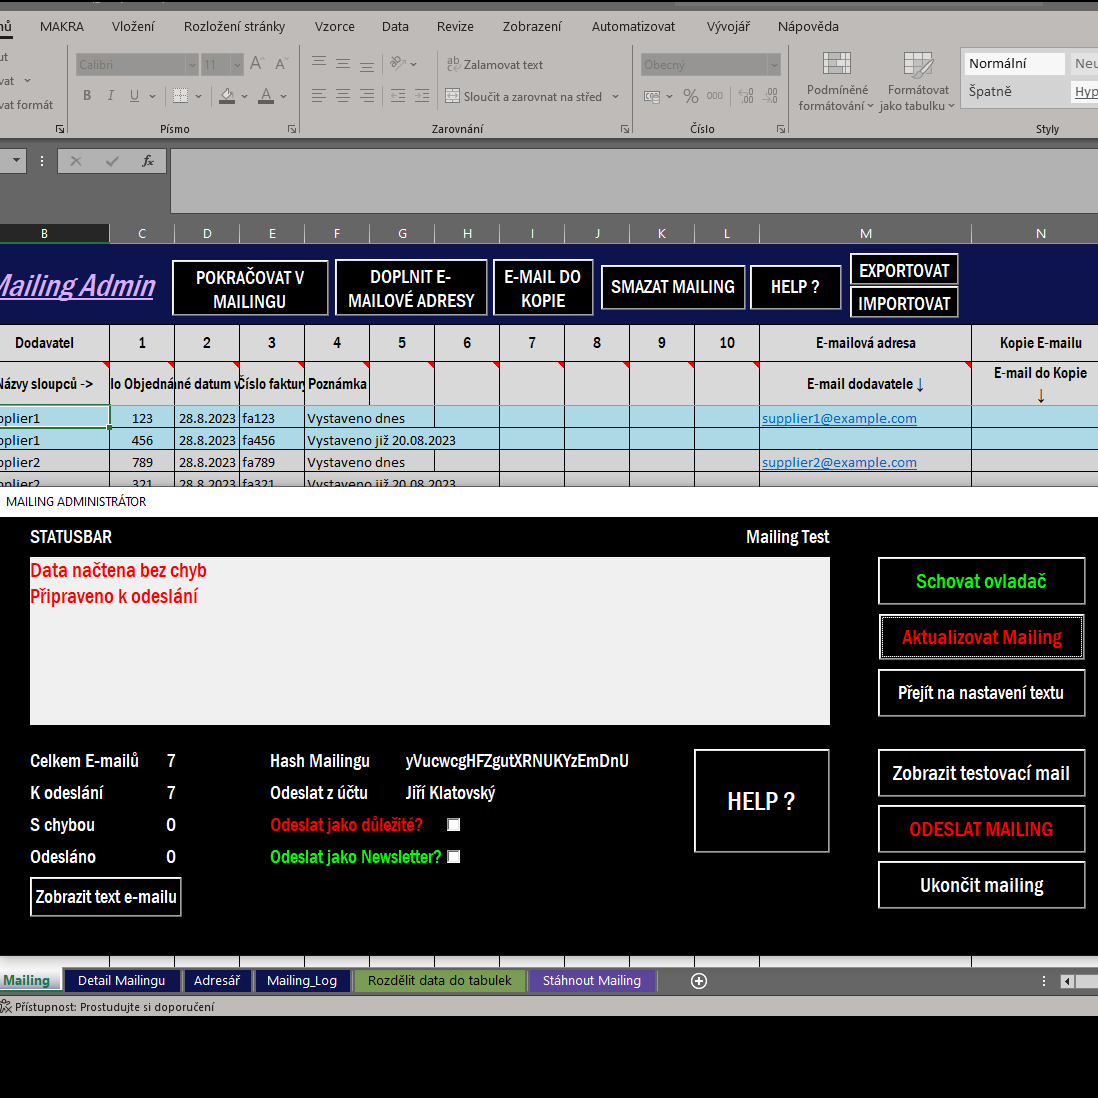 nů MAKRA Vložení Rozložení stránky Vzorce Data Revize Zobrazení Automatizovat Vývojář Nápověda
ut Calibri 11 A A Zalamovat text Obecný Podmíněné Formátovat Normální Neu
vat B I U A Sloučit a zarovnat na střed % 000 formátování jako tabulku Špatně Hyp
vat formát
Písmo Zarovnání Číslo Styly
fx
B C D E F G H I J K L M N
Mailing Admin
POKRAČOVAT V
MAILINGU
DOPLNIT E-
MAILOVÉ ADRESY
E-MAIL DO
KOPIE
SMAZAT MAILING
HELP ?
EXPORTOVAT
IMPORTOVAT
Dodavatel 1 2 3 4 5 6 7 8 9 10 E-mailová adresa Kopie E-mailu
Názvy sloupců -> lo Objedná né datum v Číslo faktury Poznámka E-mail dodavatele ↓ E-mail do Kopie
↓
pplier1 123 28.8.2023 fa123 Vystaveno dnes supplier1@example.com
pplier1 456 28.8.2023 fa456 Vystaveno již 20.08.2023
pplier2 789 28.8.2023 fa789 Vystaveno dnes supplier2@example.com
pplier2 321 28.8.2023 fa321 Vystaveno již 20.08.2023
MAILING ADMINISTRÁTOR
STATUSBAR Mailing Test
Data načtena bez chyb
Připraveno k odeslání
Schovat ovladač
Aktualizovat Mailing
Přejít na nastavení textu
Celkem E-mailů 7 Hash Mailingu yVucwcgHFZgutXRNUKYzEmDnU
K odeslání 7 Odeslat z účtu Jiří Klatovský
S chybou 0 Odeslat jako důležité?
Odesláno 0 Odeslat jako Newsletter?
Zobrazit text e-mailu
HELP ?
Zobrazit testovací mail
ODESLAT MAILING
Ukončit mailing
Mailing Detail Mailingu Adresář Mailing_Log Rozdělit data do tabulek Stáhnout Mailing
Přístupnost: Prostudujte si doporučení